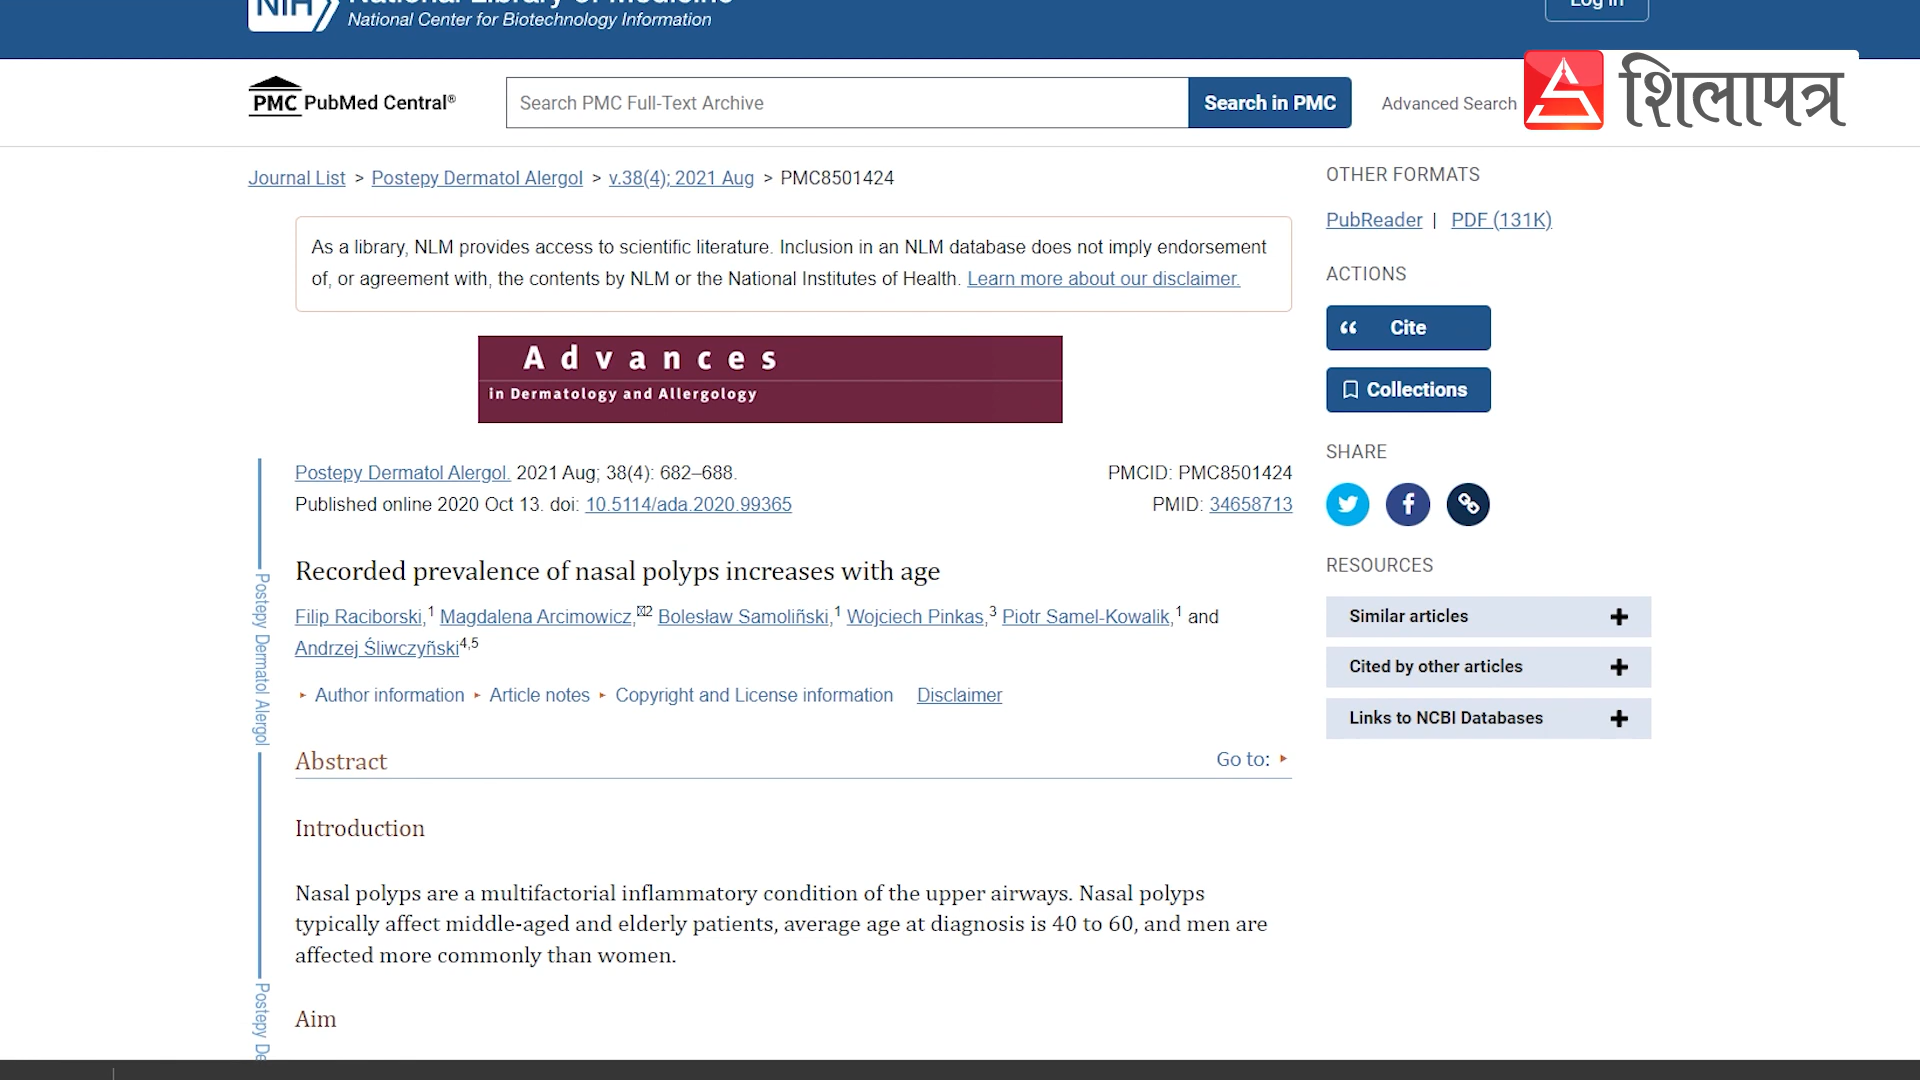 NIH National Library of Medicine
National Center for Biotechnology Information
Log in
PMC PubMed Central®
Search PMC Full-Text Archive
Search in PMC
Advanced Search
शिलापत्र
Journal List > Postepy Dermatol Alergol > v.38(4); 2021 Aug > PMC8501424
As a library, NLM provides access to scientific literature. Inclusion in an NLM database does not imply endorsement
of, or agreement with, the contents by NLM or the National Institutes of Health. Learn more about our disclaimer.
Advances
in Dermatology and Allergology
Postepy Dermatol Alergol. 2021 Aug; 38(4): 682–688.
PMCID: PMC8501424
Published online 2020 Oct 13. doi: 10.5114/ada.2020.99365
PMID: 34658713
Recorded prevalence of nasal polyps increases with age
Filip Raciborski,1 Magdalena Arcimowicz,2 Bolesław Samoliński,1 Wojciech Pinkas,3 Piotr Samel-Kowalik,1 and
Andrzej Śliwczyński4,5
Author information Article notes Copyright and License information Disclaimer
Abstract
Go to:
Introduction
Nasal polyps are a multifactorial inflammatory condition of the upper airways. Nasal polyps
typically affect middle-aged and elderly patients, average age at diagnosis is 40 to 60, and men are
affected more commonly than women.
Aim
Postepy Dermatol Alergol
Postepy De
OTHER FORMATS
PubReader | PDF (131K)
ACTIONS
Cite
Collections
SHARE
RESOURCES
Similar articles
Cited by other articles
Links to NCBI Databases